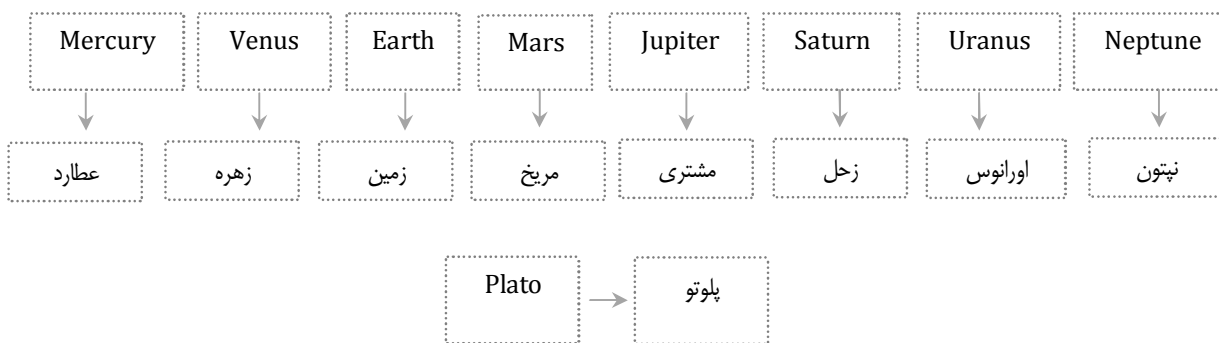 Mercury Venus Earth Mars Jupiter Saturn Uranus Neptune
عطارد زهره زمین مریخ مشتری زحل اورانوس نپتون
Plato پلوتو